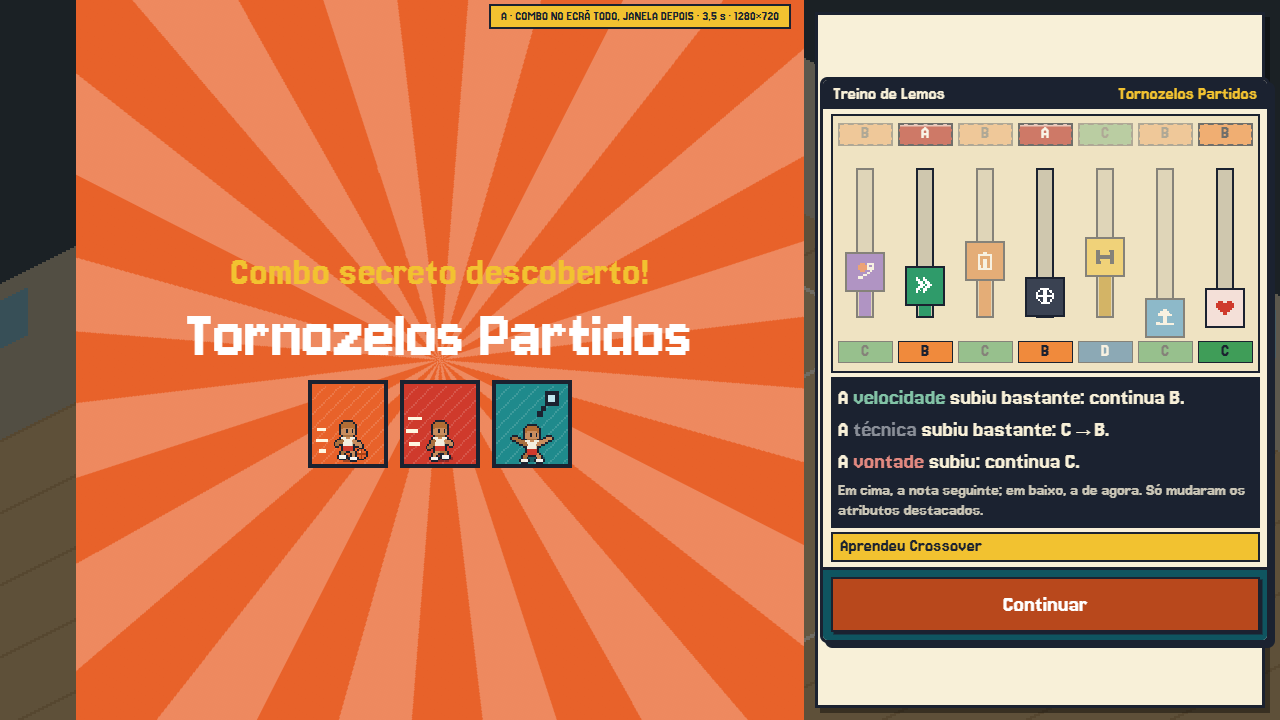 A · COMBO NO ECRÃ TODO, JANELA DEPOIS · 3,5 s · 1280×720
Combo secreto descoberto!
Tornozelos Partidos
Treino de Lemos
Tornozelos Partidos
B A B A C B B
C B C B D C C
A velocidade subiu bastante: continua B.
A técnica subiu bastante: C → B.
A vontade subiu: continua C.
Em cima, a nota seguinte; em baixo, a de agora. Só mudaram os
atributos destacados.
Aprendeu Crossover
Continuar